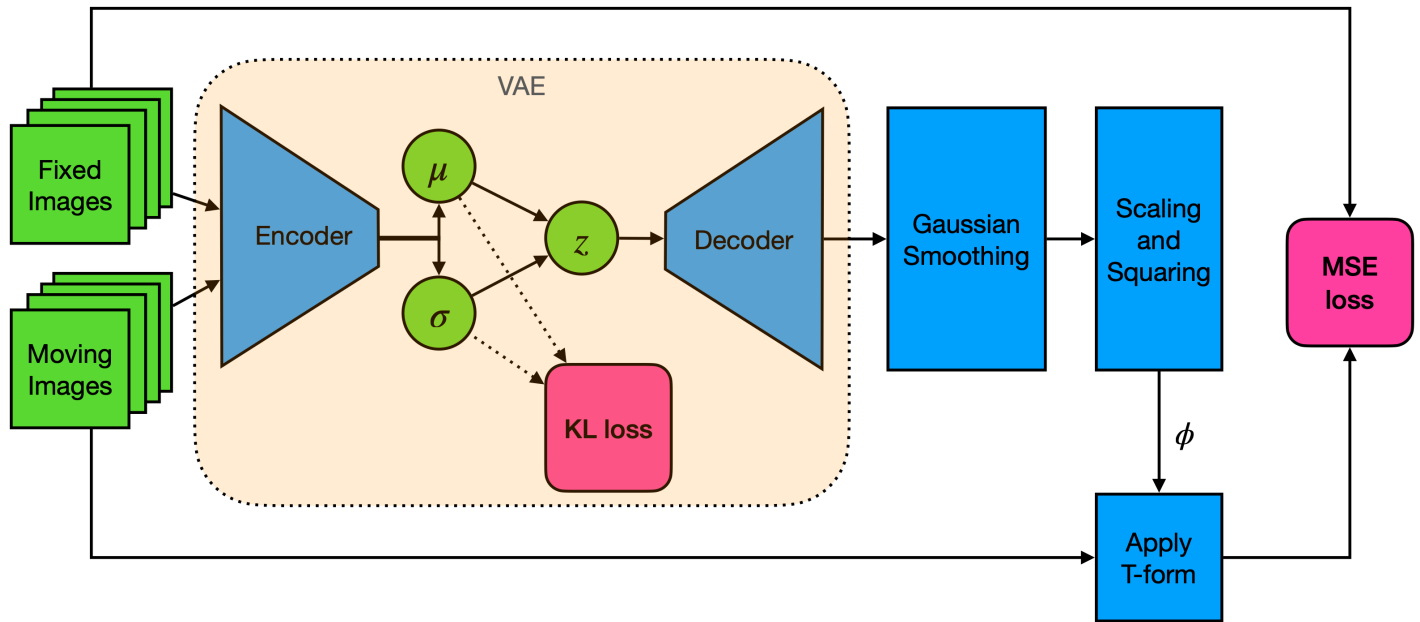 VAE
Fixed
Images
Moving
Images
Encoder
μ
σ
z
Decoder
KL loss
Gaussian
Smoothing
Scaling
and
Squaring
ϕ
Apply
T-form
MSE
loss